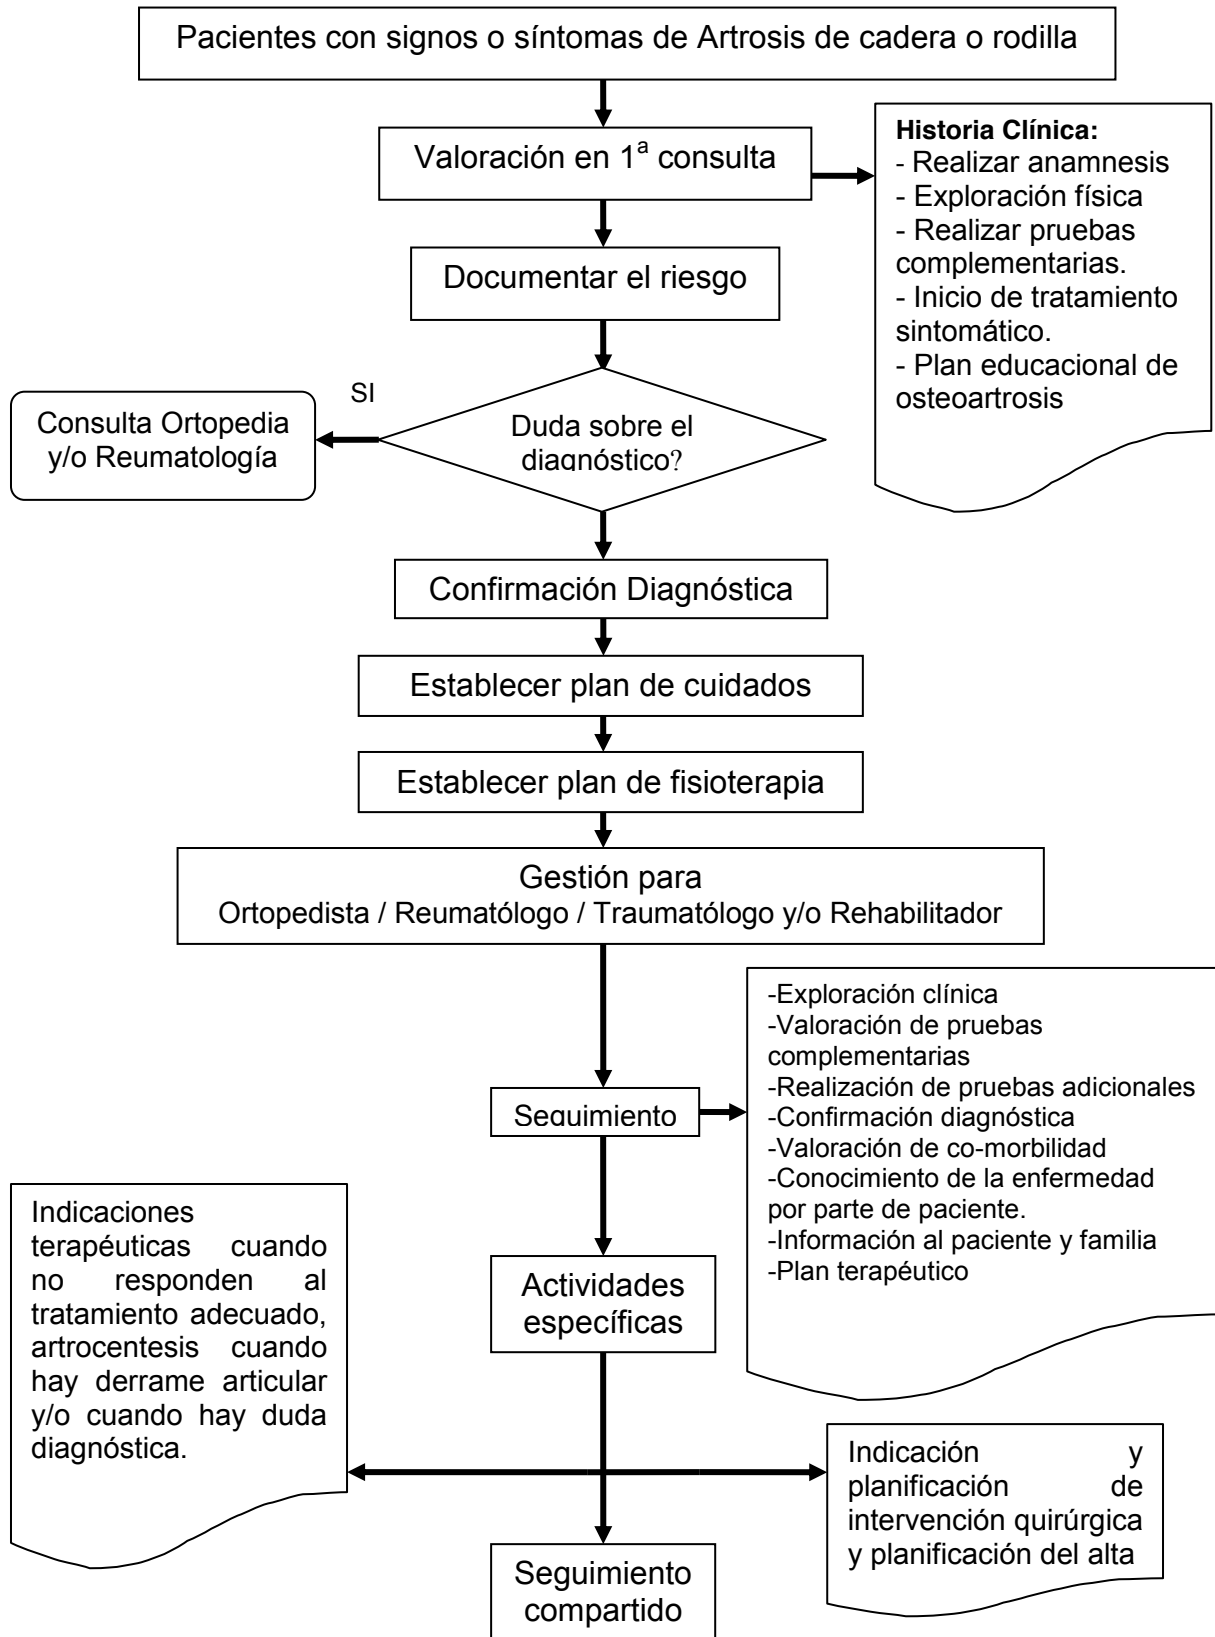 Pacientes con signos o síntomas de Artrosis de cadera o rodilla
Valoración en 1ª consulta
Historia Clínica:
- Realizar anamnesis
- Exploración física
- Realizar pruebas
complementarias.
- Inicio de tratamiento
sintomático.
- Plan educacional de
osteoartrosis
Documentar el riesgo
SI
Duda sobre el
diagnóstico?
Consulta Ortopedia
y/o Reumatología
Confirmación Diagnóstica
Establecer plan de cuidados
Establecer plan de fisioterapia
Gestión para
Ortopedista / Reumatólogo / Traumatólogo y/o Rehabilitador
Seguimiento
-Exploración clínica
-Valoración de pruebas
complementarias
-Realización de pruebas adicionales
-Confirmación diagnóstica
-Valoración de co-morbilidad
-Conocimiento de la enfermedad
por parte de paciente.
-Información al paciente y familia
-Plan terapéutico
Actividades
específicas
Indicaciones
terapéuticas cuando
no responden al
tratamiento adecuado,
artrocentesis cuando
hay derrame articular
y/o cuando hay duda
diagnóstica.
Indicación y
planificación de
intervención quirúrgica
y planificación del alta
Seguimiento
compartido